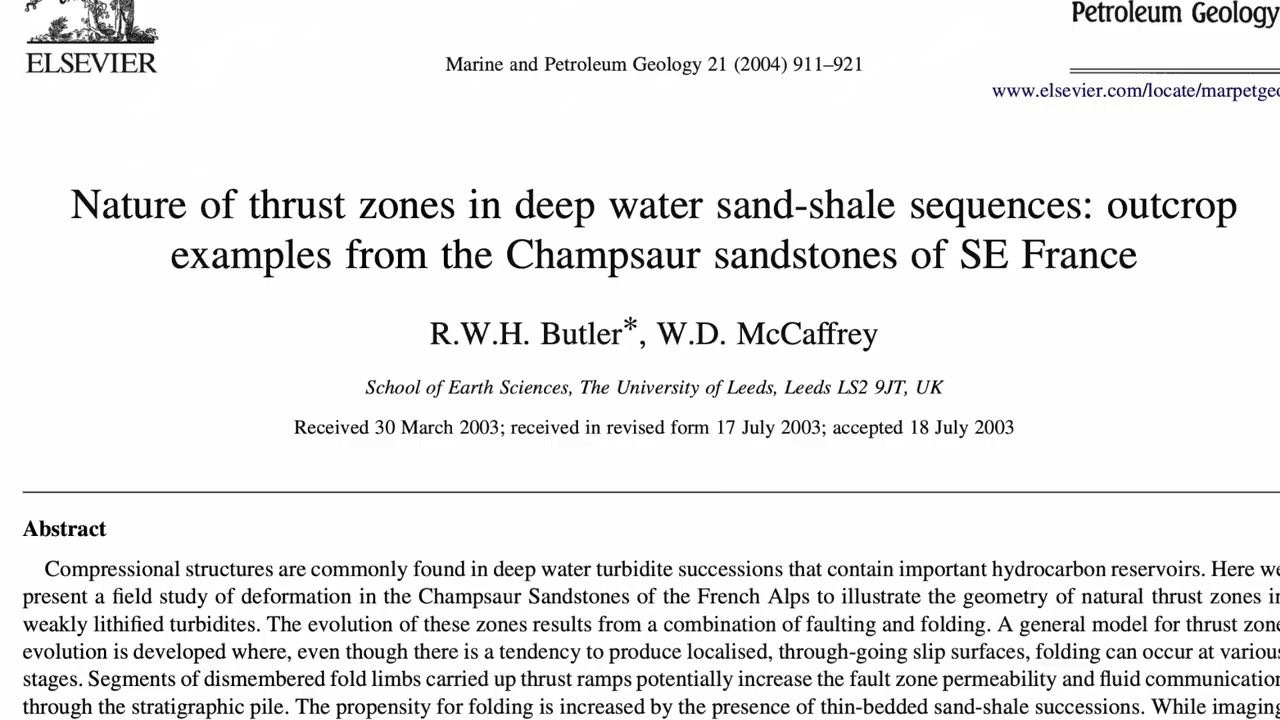 Petroleum Geology
ELSEVIER
Marine and Petroleum Geology 21 (2004) 911–921
www.elsevier.com/locate/marpetgeo
Nature of thrust zones in deep water sand-shale sequences: outcrop
examples from the Champsaur sandstones of SE France
R.W.H. Butler*, W.D. McCaffrey
School of Earth Sciences, The University of Leeds, Leeds LS2 9JT, UK
Received 30 March 2003; received in revised form 17 July 2003; accepted 18 July 2003
Abstract
Compressional structures are commonly found in deep water turbidite successions that contain important hydrocarbon reservoirs. Here we
present a field study of deformation in the Champsaur Sandstones of the French Alps to illustrate the geometry of natural thrust zones in
weakly lithified turbidites. The evolution of these zones results from a combination of faulting and folding. A general model for thrust zone
evolution is developed where, even though there is a tendency to produce localised, through-going slip surfaces, folding can occur at various
stages. Segments of dismembered fold limbs carried up thrust ramps potentially increase the fault zone permeability and fluid communication
through the stratigraphic pile. The propensity for folding is increased by the presence of thin-bedded sand-shale successions. While imaging